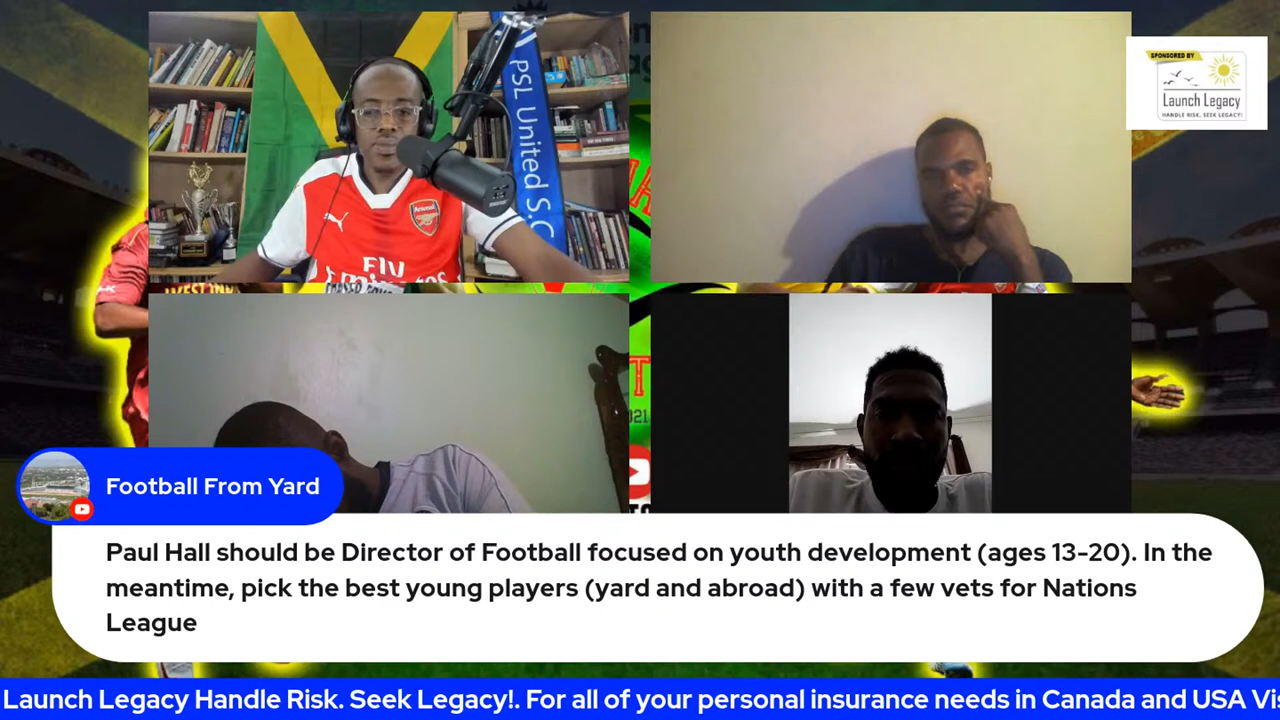 SPONSORED BY
Launch Legacy
HANDLE RISK, SEEK LEGACY!
PSL United S.C
Arsenal
FLY
Football From Yard
Paul Hall should be Director of Football focused on youth development (ages 13-20). In the
meantime, pick the best young players (yard and abroad) with a few vets for Nations
League
Launch Legacy Handle Risk. Seek Legacy!. For all of your personal insurance needs in Canada and USA